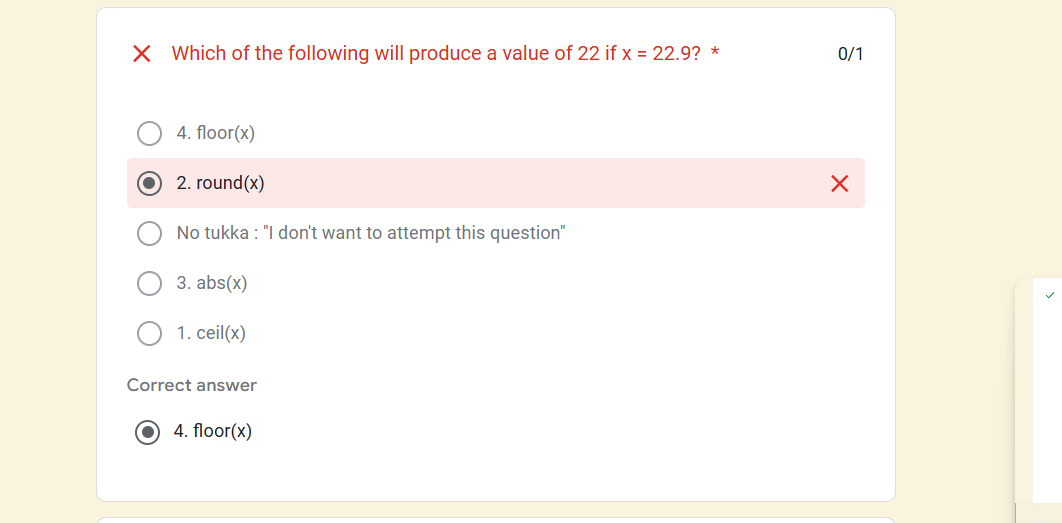 Which of the following will produce a value of 22 if x = 22.9? *
0/1
4. floor(x)
2. round(x)
No tukka : "I don't want to attempt this question"
3. abs(x)
1. ceil(x)
Correct answer
4. floor(x)